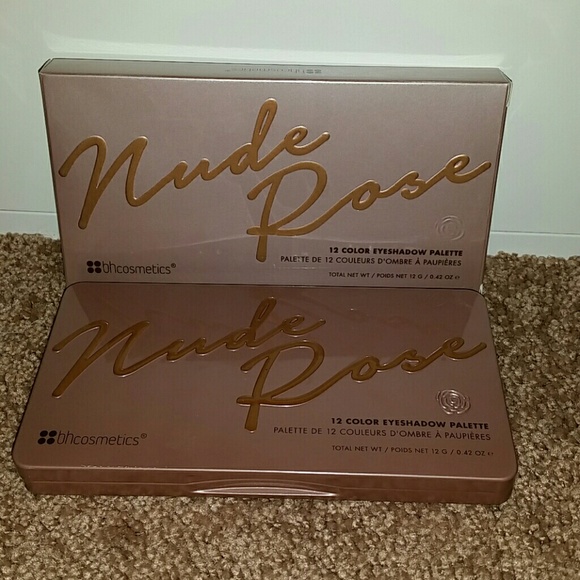 bhcosmetics
Nude
Rose
12 COLOR EYESHADOW PALETTE
PALETTE DE 12 COULEURS D'OMBRE À PAUPIÈRES
bhcosmetics®
TOTAL NET WT / POIDS NET 12 G / 0.42 OZ ℮
Nude
Rose
12 COLOR EYESHADOW PALETTE
PALETTE DE 12 COULEURS D'OMBRE À PAUPIÈRES
bhcosmetics®
TOTAL NET WT / POIDS NET 12 G / 0.42 OZ ℮